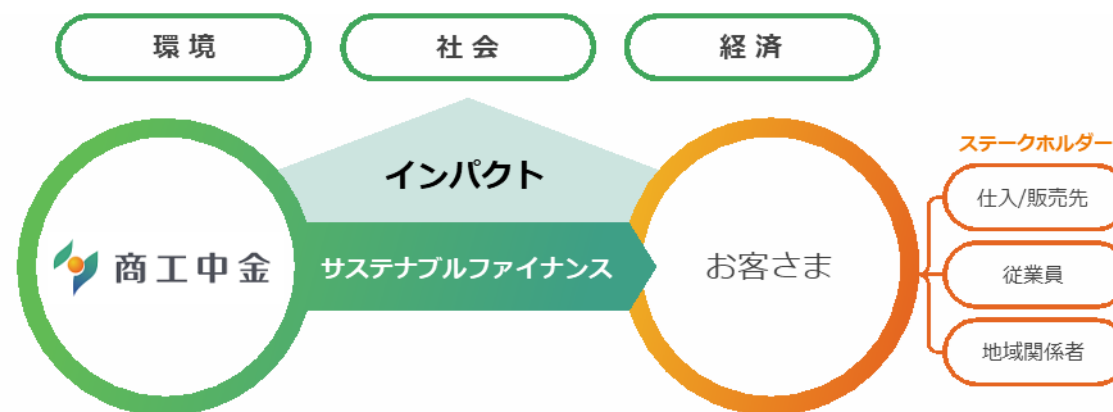 環境
社会
経済
インパクト
ステークホルダー
仕入/販売先
商工中金
サステナブルファイナンス
お客さま
従業員
地域関係者